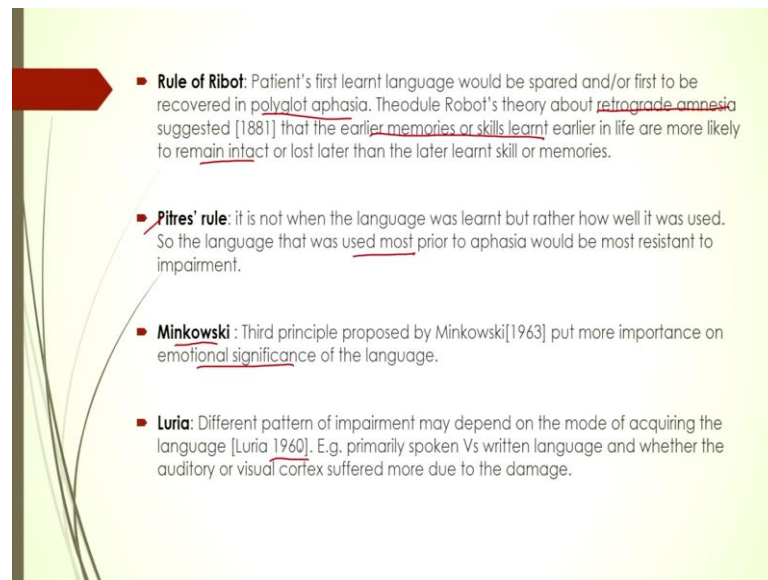 Rule of Ribot: Patient's first learnt language would be spared and/or first to be
recovered in polyglot aphasia. Theodule Robot's theory about retrograde amnesia
suggested [1881] that the earlier memories or skills learnt earlier in life are more likely
to remain intact or lost later than the later learnt skill or memories.
Pitres' rule: it is not when the language was learnt but rather how well it was used.
So the language that was used most prior to aphasia would be most resistant to
impairment.
Minkowski : Third principle proposed by Minkowski[1963] put more importance on
emotional significance of the language.
Luria: Different pattern of impairment may depend on the mode of acquiring the
language [Luria 1960]. E.g. primarily spoken Vs written language and whether the
auditory or visual cortex suffered more due to the damage.